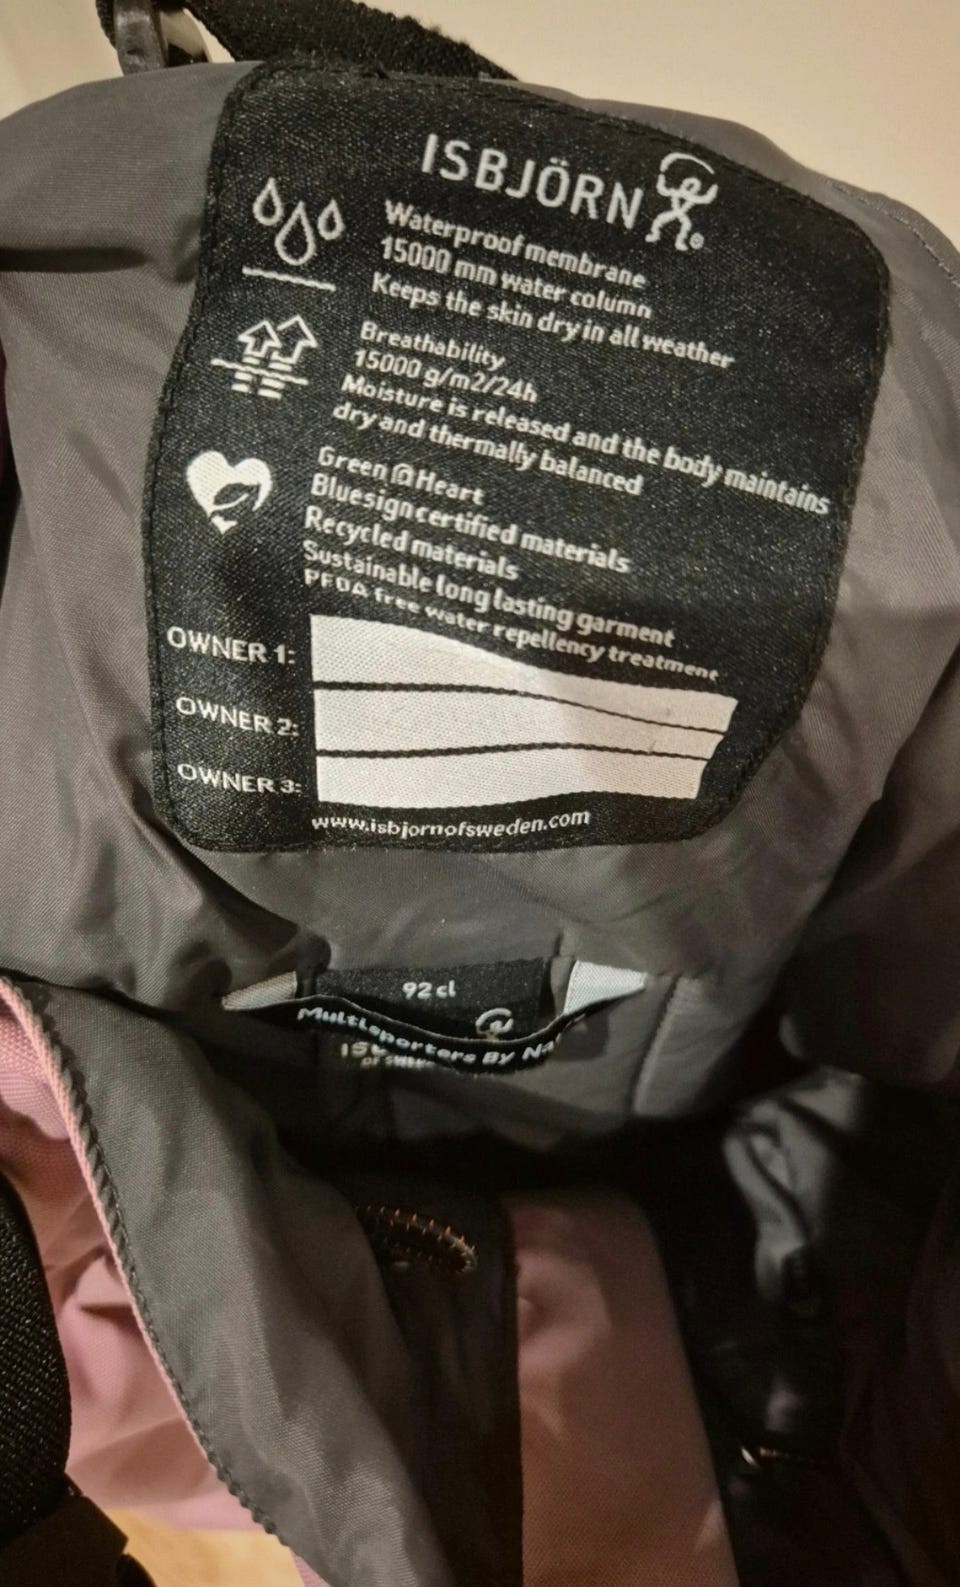 ISBJÖRN
Waterproof membrane
15000 mm water column
Keeps the skin dry in all weather
Breathability
15000 g/m2/24h
Moisture is released and the body maintains
dry and thermally balanced
Green @ Heart
Bluesign certified materials
Recycled materials
Sustainable long lasting garment
PFOA free water repellency treatment
OWNER 1:
OWNER 2:
OWNER 3:
www.isbjornofsweden.com
92 cl
Multisporters By